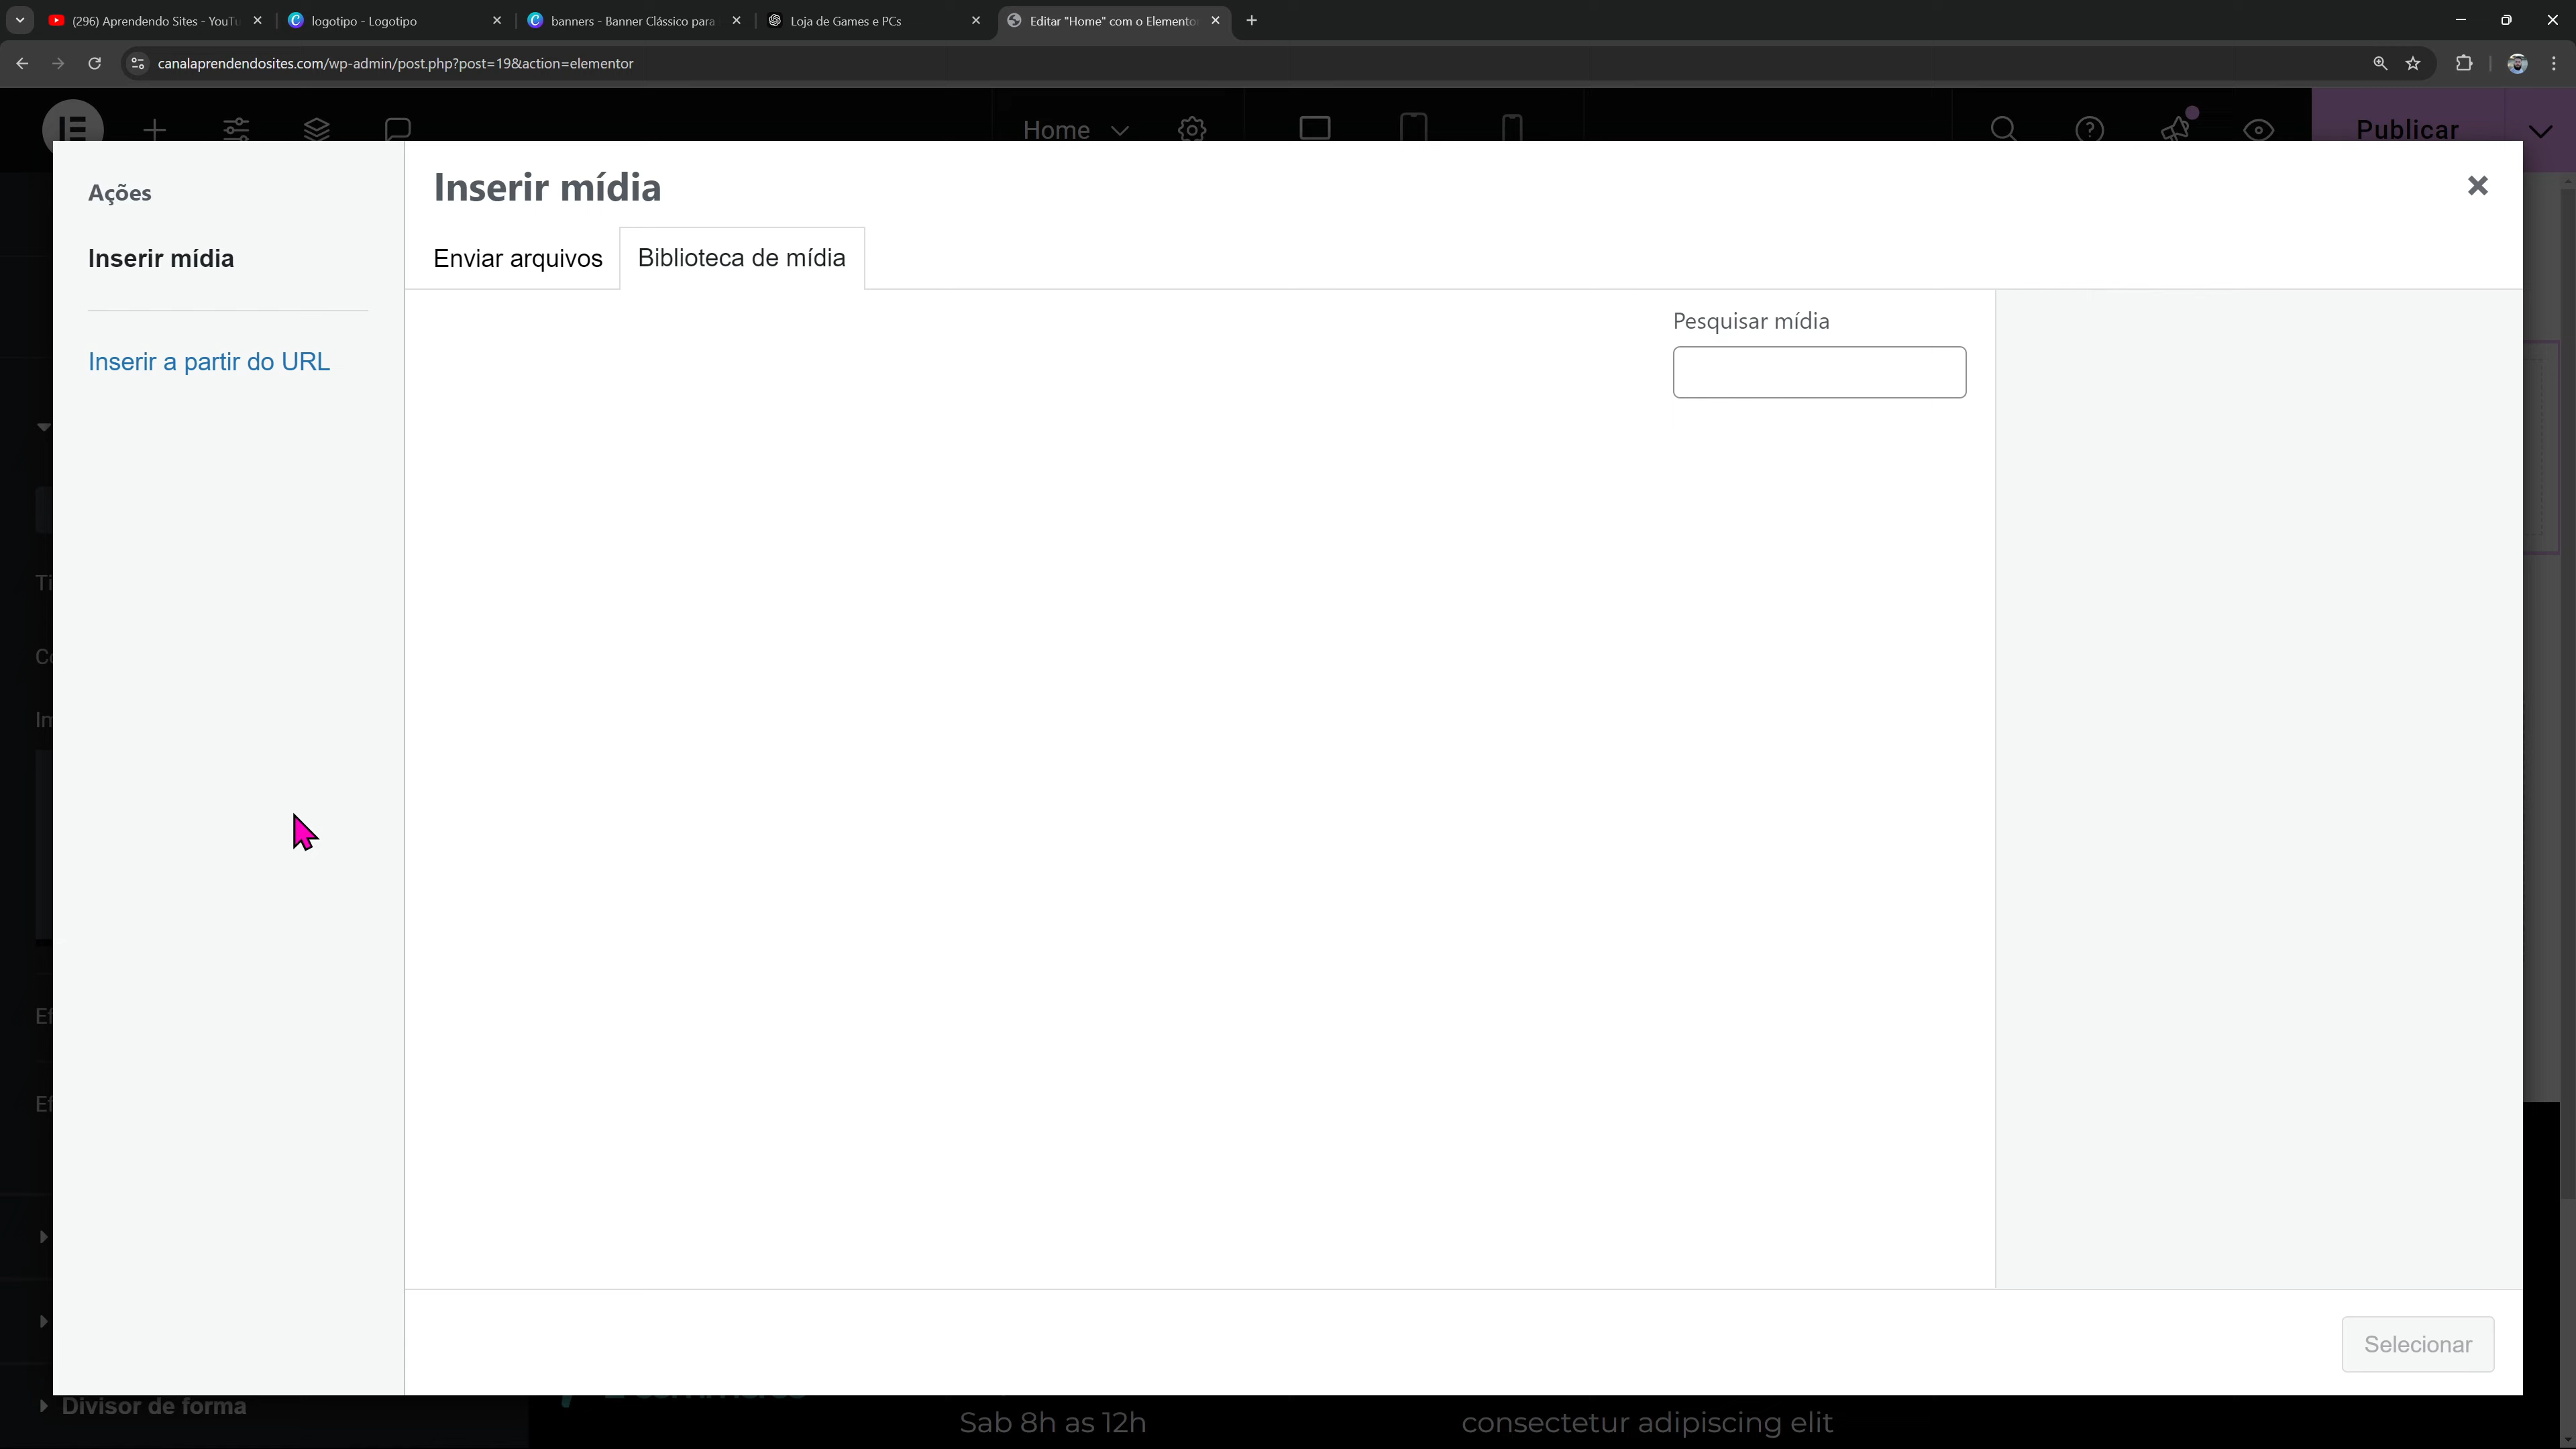 (296) Aprendendo Sites - YouTu
logotipo - Logotipo
banners - Banner Clássico para
Loja de Games e PCs
Editar "Home" com o Elemento
canalaprendendosites.com/wp-admin/post.php?post=19&action=elementor
Home
Publicar
Ações
Inserir mídia
Inserir mídia
Enviar arquivos
Biblioteca de mídia
Inserir a partir do URL
Pesquisar mídia
Selecionar
Divisor de forma
Sab 8h as 12h
consectetur adipiscing elit